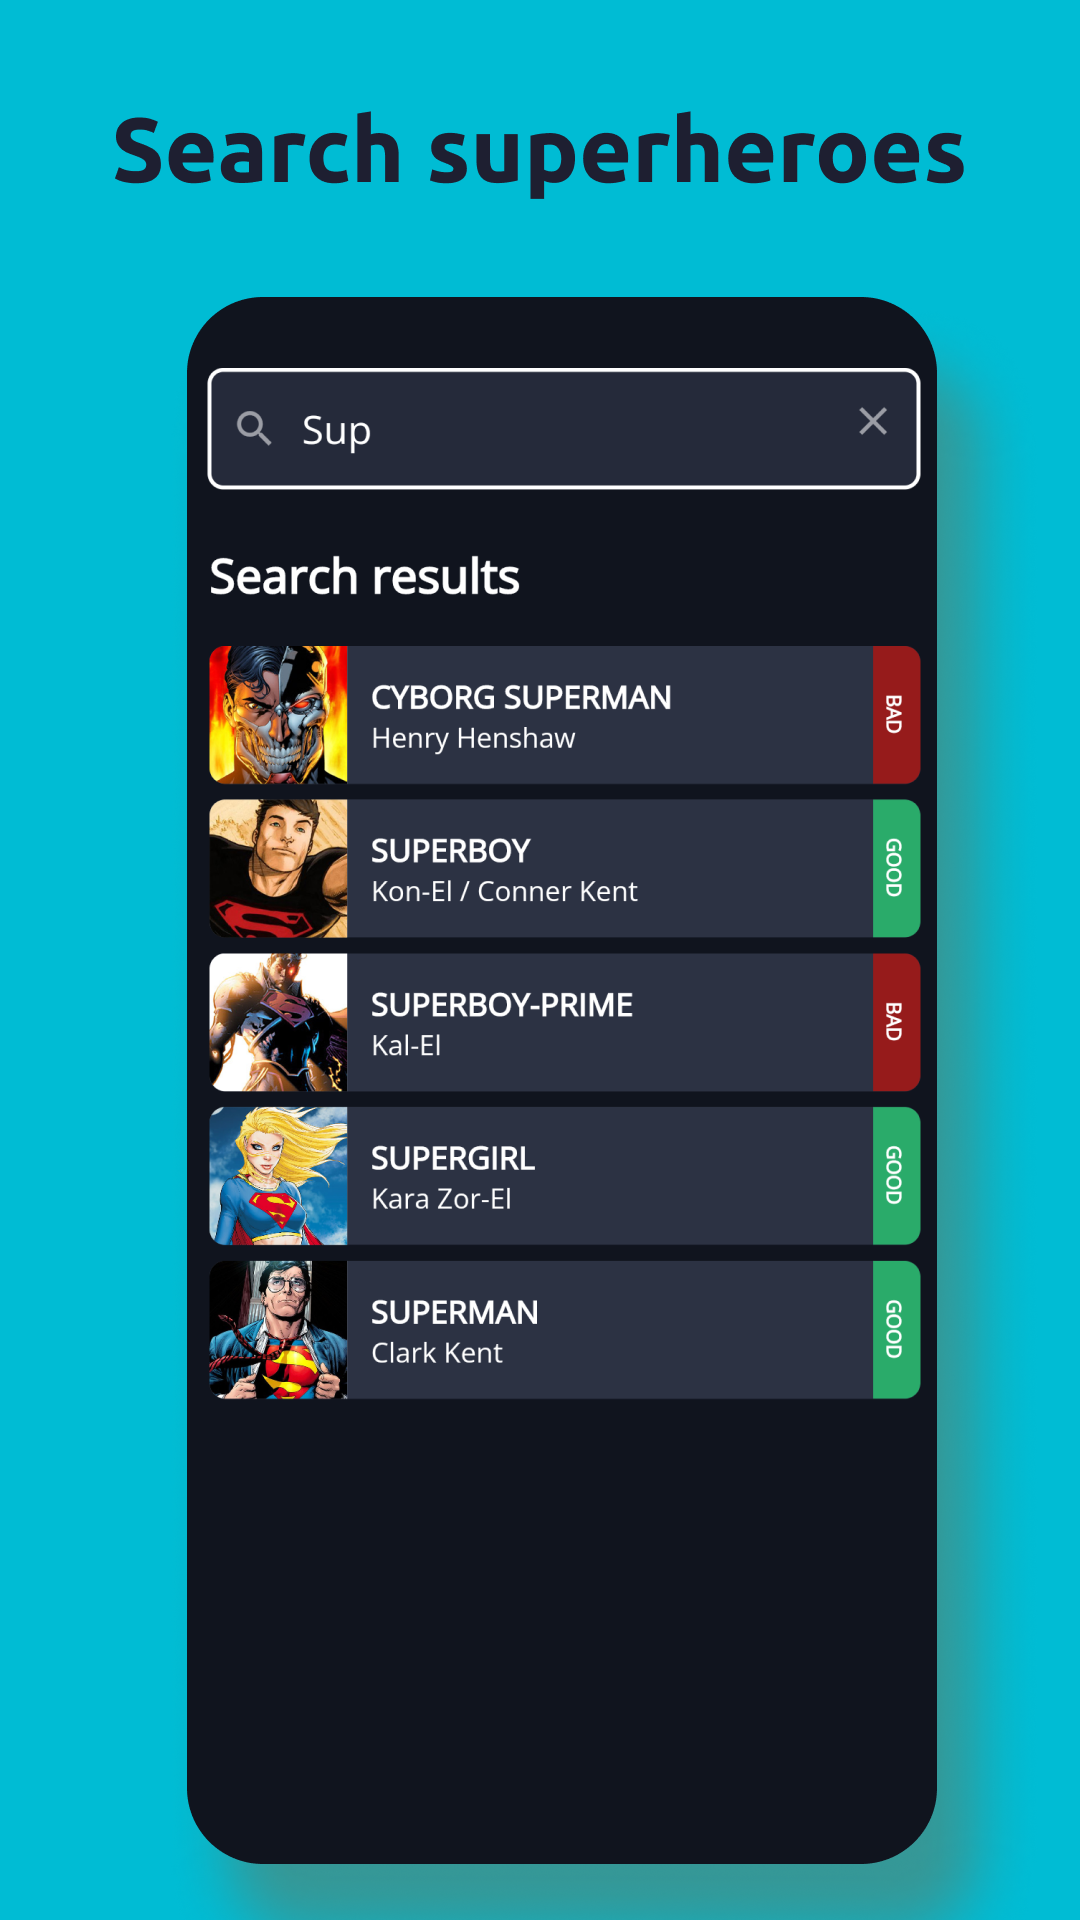 Search superheroes
Sup
Search results
CYBORG SUPERMAN
Henry Henshaw
BAD
SUPERBOY
Kon-El / Conner Kent
GOOD
SUPERBOY-PRIME
Kal-El
BAD
SUPERGIRL
Kara Zor-El
GOOD
SUPERMAN
Clark Kent
GOOD